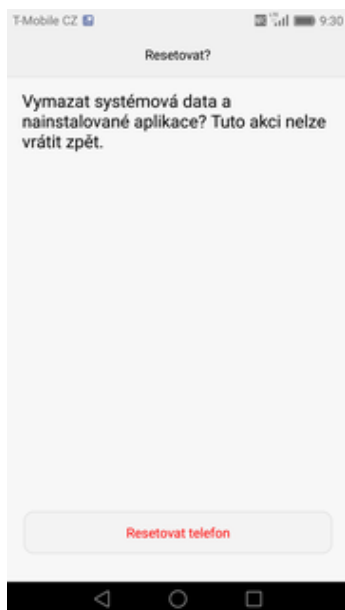 T-Mobile CZ 9:30
Resetovat?
Vymazat systémová data a
nainstalované aplikace? Tuto akci nelze
vrátit zpět.
Resetovat telefon